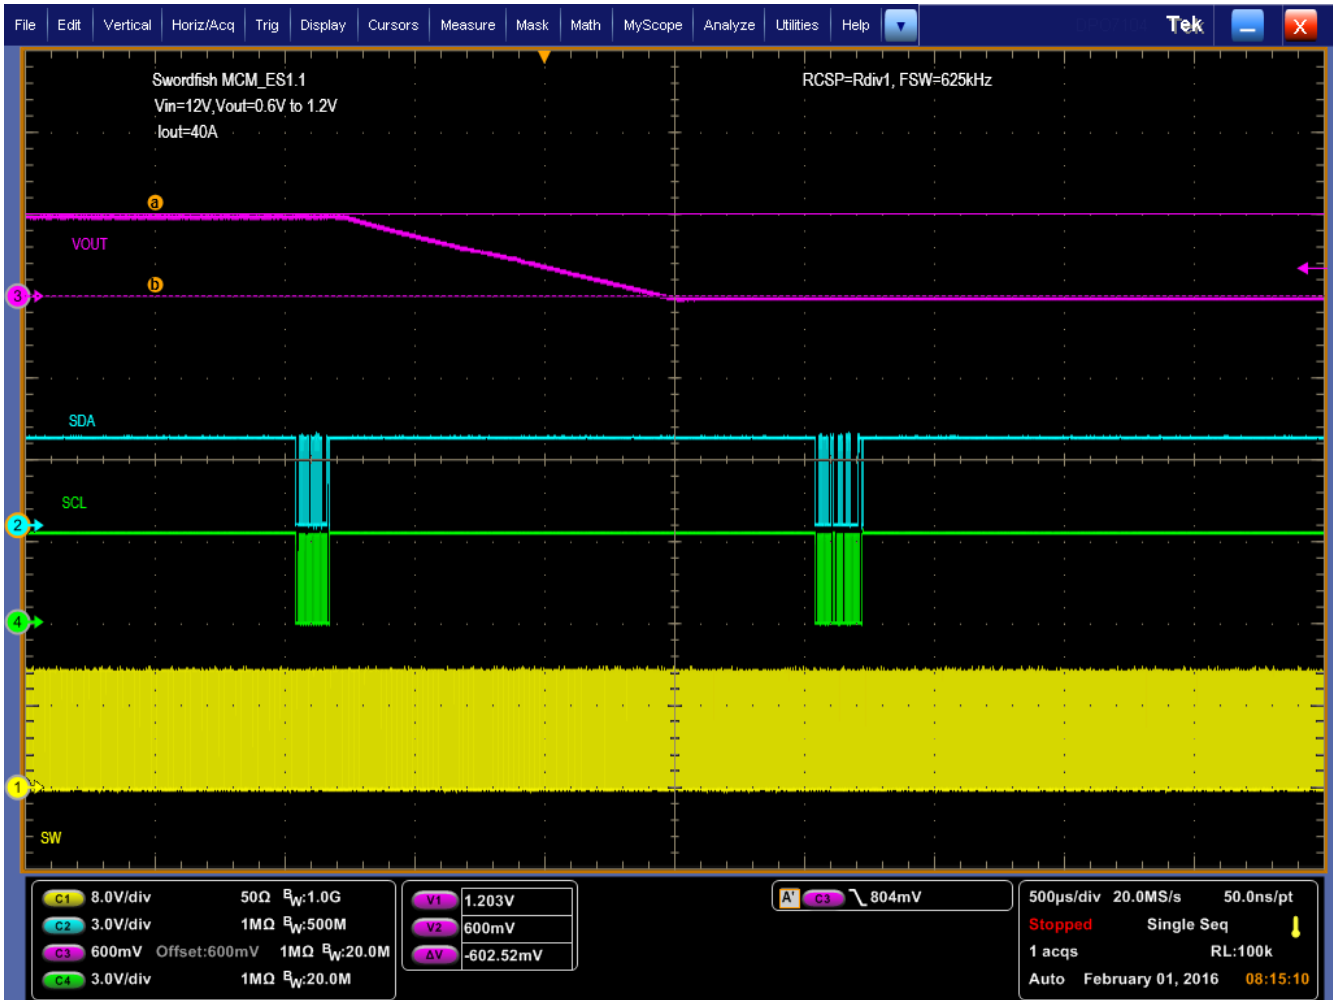 File Edit Vertical Horiz/Acq Trig Display Cursors Measure Mask Math MyScope Analyze Utilities Help Tek X
Swordfish MCM_ES1.1 RCSP=Rdiv1, FSW=625kHz
Vin=12V,Vout=0.6V to 1.2V
Iout=40A
a
VOUT
b
3
SDA
SCL
2
4
1
SW
C1 8.0V/div 50Ω BW:1.0G
C2 3.0V/div 1MΩ BW:500M
C3 600mV Offset:600mV 1MΩ BW:20.0M
C4 3.0V/div 1MΩ BW:20.0M
V1 1.203V
V2 600mV
ΔV -602.52mV
A' C3 804mV
500µs/div 20.0MS/s 50.0ns/pt
Stopped Single Seq
1 acqs RL:100k
Auto February 01, 2016 08:15:10